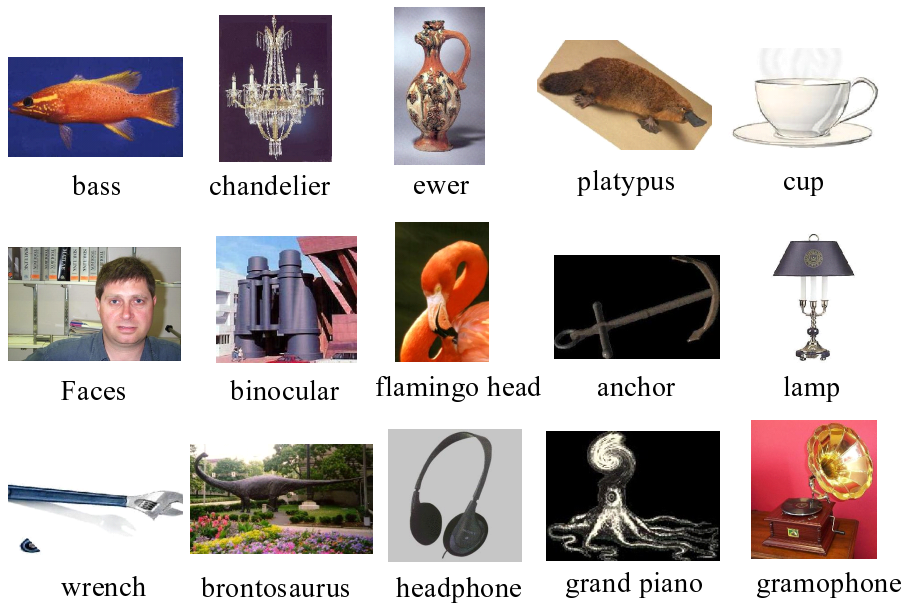 bass
chandelier
ewer
platypus
cup
Faces
binocular
flamingo head
anchor
lamp
wrench
brontosaurus
headphone
grand piano
gramophone